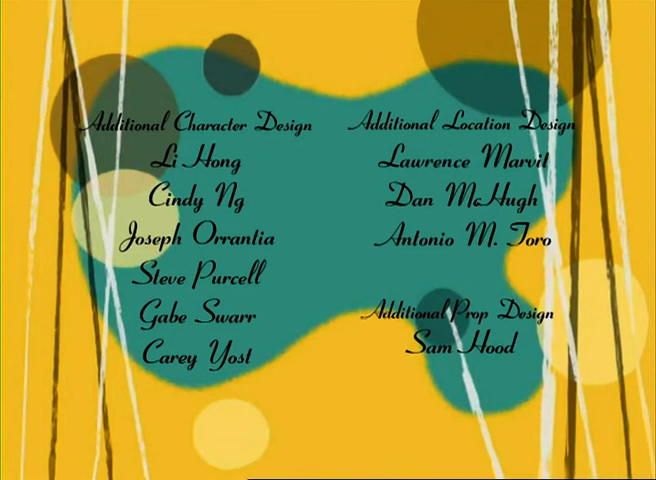 Additional Character Design
Li Hong
Cindy Ng
Joseph Orrantia
Steve Purcell
Gabe Swarr
Carey Yost
Additional Location Design
Lawrence Marvit
Dan McHugh
Antonio M. Toro
Additional Prop Design
Sam Hood